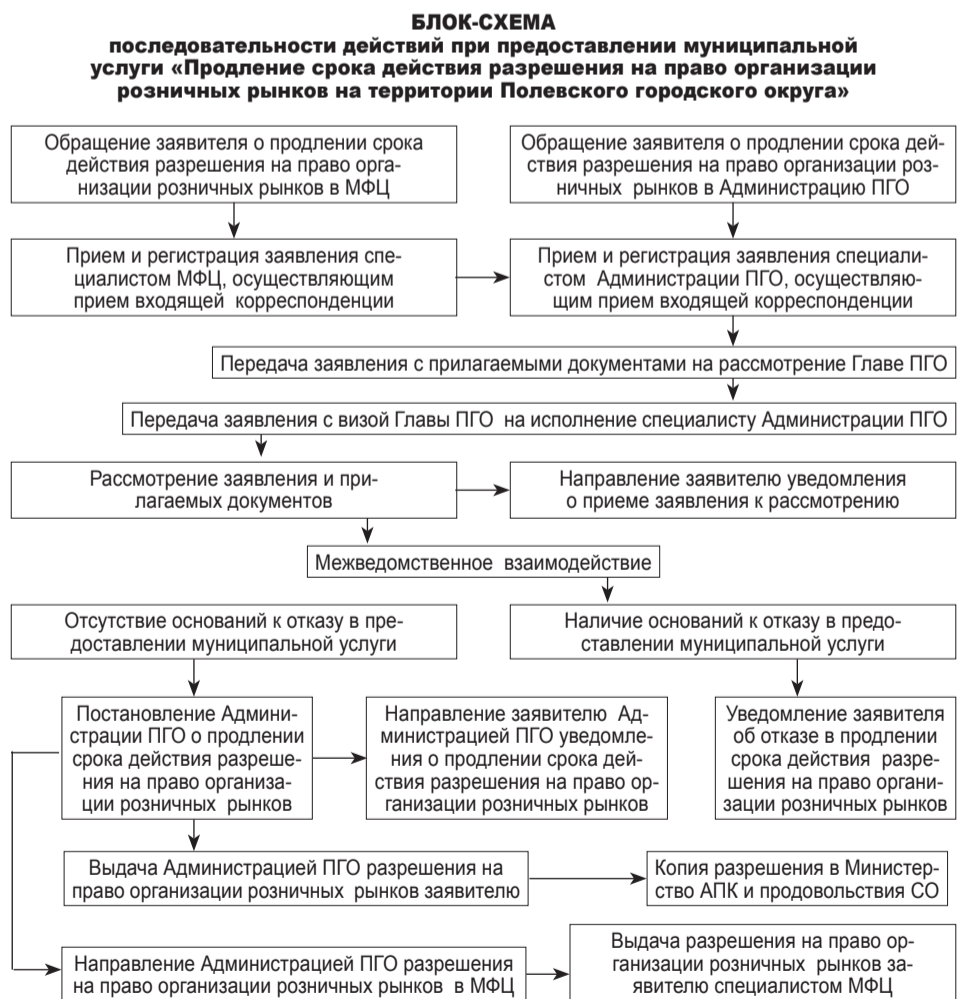 БЛОК-СХЕМА
последовательности действий при предоставлении муниципальной
услуги «Продление срока действия разрешения на право организации
розничных рынков на территории Полевского городского округа»
Обращение заявителя о продлении срока
действия разрешения на право орга-
низации розничных рынков в МФЦ
Обращение заявителя о продлении срока дей-
ствия разрешения на право организации роз-
ничных рынков в Администрацию ПГО
Прием и регистрация заявления спе-
циалистом МФЦ, осуществляющим
прием входящей корреспонденции
Прием и регистрация заявления специали-
стом Администрации ПГО, осуществляю-
щим прием входящей корреспонденции
Передача заявления с прилагаемыми документами на рассмотрение Главе ПГО
Передача заявления с визой Главы ПГО на исполнение специалисту Администрации ПГО
Рассмотрение заявления и при-
лагаемых документов
Направление заявителю уведомления
о приеме заявления к рассмотрению
Межведомственное взаимодействие
Отсутствие оснований к отказу в пре-
доставлении муниципальной услуги
Наличие оснований к отказу в предо-
ставлении муниципальной услуги
Постановление Админи-
страции ПГО о продлении
срока действия разреше-
ния на право организа-
ции розничных рынков
Направление заявителю Ад-
министрацией ПГО уведомле-
ния о продлении срока дей-
ствия разрешения на право ор-
ганизации розничных рынков
Уведомление заявителя
об отказе в продлении
срока действия разре-
шения на право органи-
зации розничных рынков
Выдача Администрацией ПГО разрешения на
право организации розничных рынков заявителю
Копия разрешения в Министер-
ство АПК и продовольствия СО
Направление Администрацией ПГО разрешения
на право организации розничных рынков в МФЦ
Выдача разрешения на право ор-
ганизации розничных рынков за-
явителю специалистом МФЦ